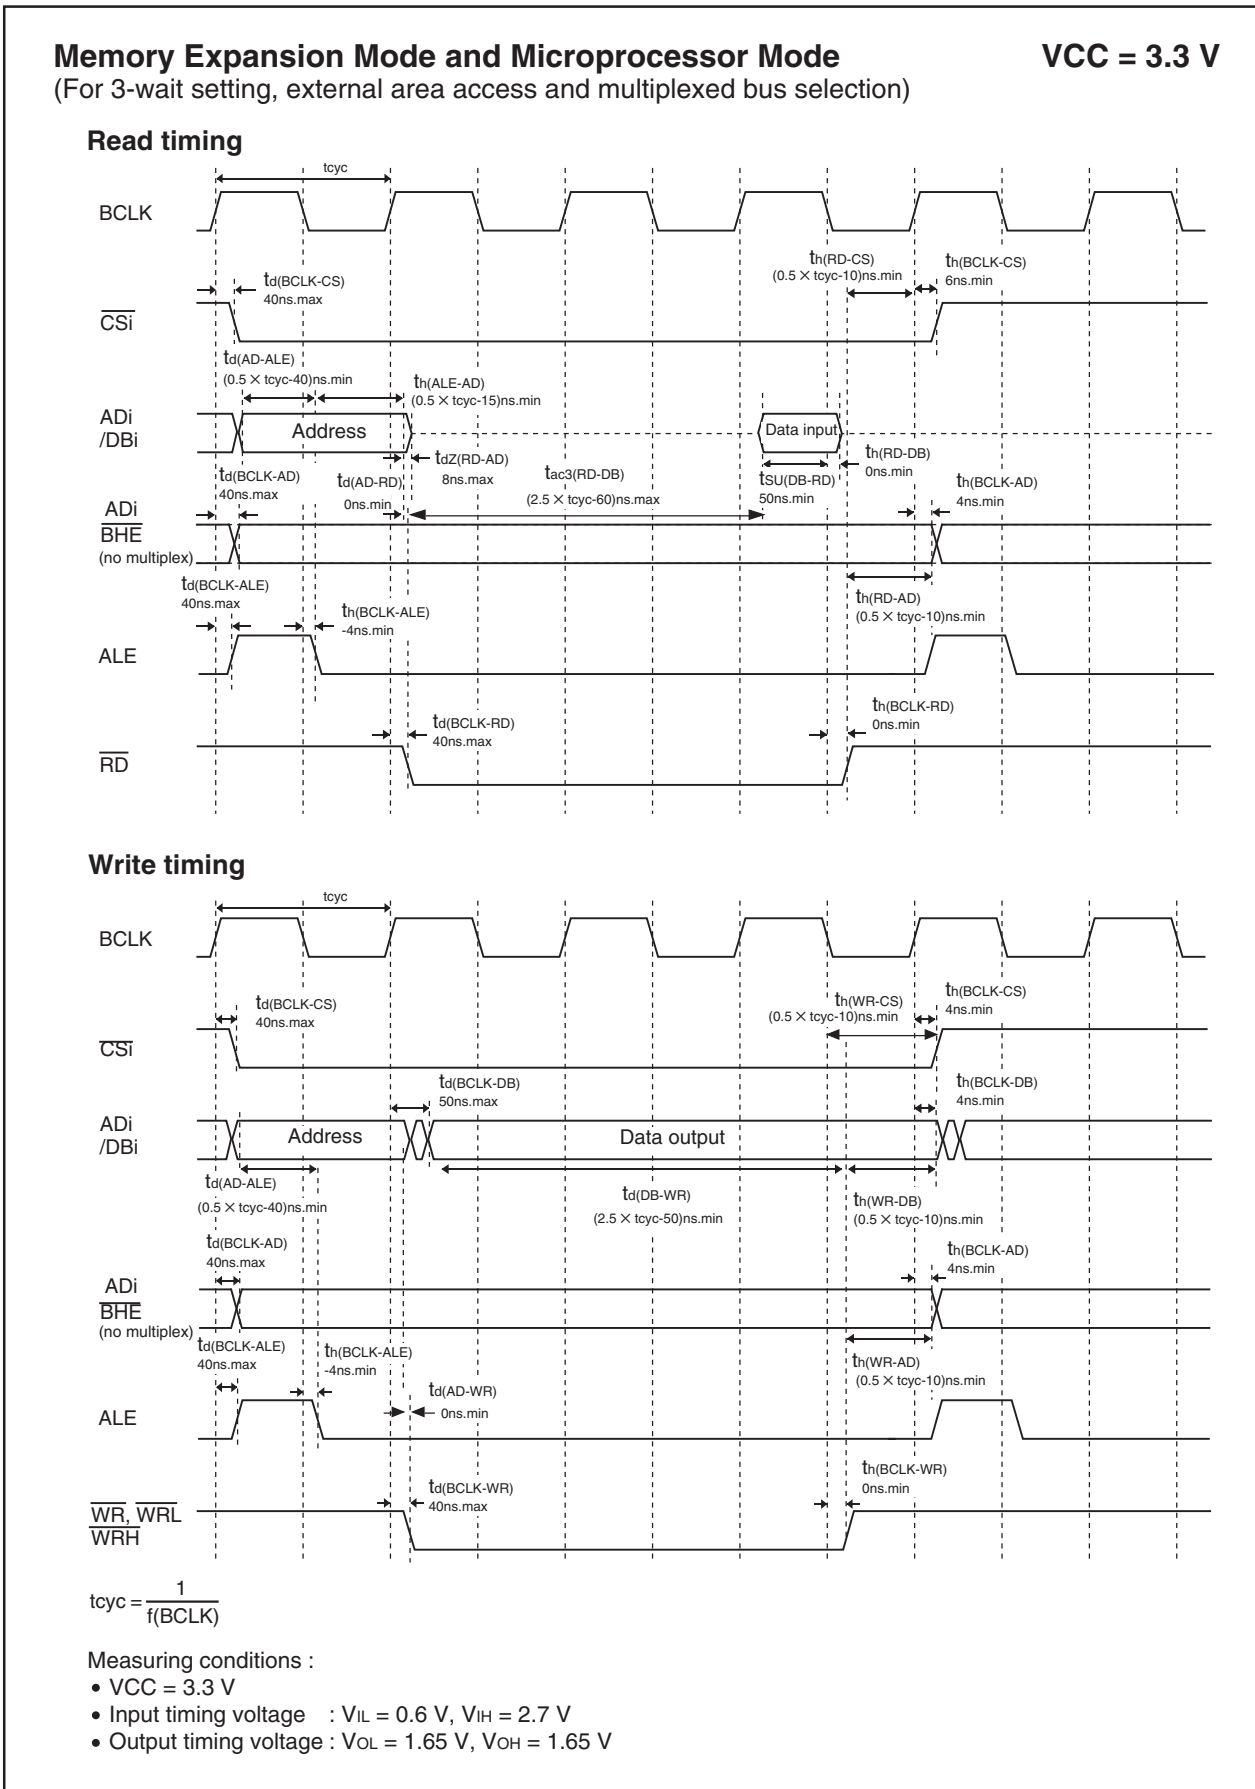 Memory Expansion Mode and Microprocessor Mode VCC = 3.3 V
(For 3-wait setting, external area access and multiplexed bus selection)
Read timing
tcyc
BCLK
th(RD-CS)
(0.5 × tcyc-10)ns.min
th(BCLK-CS)
6ns.min
td(BCLK-CS)
40ns.max
CSi
td(AD-ALE)
(0.5 × tcyc-40)ns.min
th(ALE-AD)
(0.5 × tcyc-15)ns.min
ADi
/DBi
Address
Data input
tdZ(RD-AD)
8ns.max
th(RD-DB)
0ns.min
td(BCLK-AD)
40ns.max
td(AD-RD)
0ns.min
tac3(RD-DB)
(2.5 × tcyc-60)ns.max
tSU(DB-RD)
50ns.min
th(BCLK-AD)
4ns.min
ADi
BHE
(no multiplex)
td(BCLK-ALE)
40ns.max
th(BCLK-ALE)
-4ns.min
th(RD-AD)
(0.5 × tcyc-10)ns.min
ALE
td(BCLK-RD)
40ns.max
th(BCLK-RD)
0ns.min
RD
Write timing
tcyc
BCLK
td(BCLK-CS)
40ns.max
th(WR-CS)
(0.5 × tcyc-10)ns.min
th(BCLK-CS)
4ns.min
CSi
td(BCLK-DB)
50ns.max
th(BCLK-DB)
4ns.min
ADi
/DBi
Address
Data output
td(AD-ALE)
(0.5 × tcyc-40)ns.min
td(DB-WR)
(2.5 × tcyc-50)ns.min
th(WR-DB)
(0.5 × tcyc-10)ns.min
td(BCLK-AD)
40ns.max
th(BCLK-AD)
4ns.min
ADi
BHE
(no multiplex)
td(BCLK-ALE)
40ns.max
th(BCLK-ALE)
-4ns.min
th(WR-AD)
(0.5 × tcyc-10)ns.min
td(AD-WR)
0ns.min
ALE
td(BCLK-WR)
40ns.max
th(BCLK-WR)
0ns.min
WR, WRL
WRH
tcyc = 1
f(BCLK)
Measuring conditions :
• VCC = 3.3 V
• Input timing voltage : VIL = 0.6 V, VIH = 2.7 V
• Output timing voltage : VOL = 1.65 V, VOH = 1.65 V